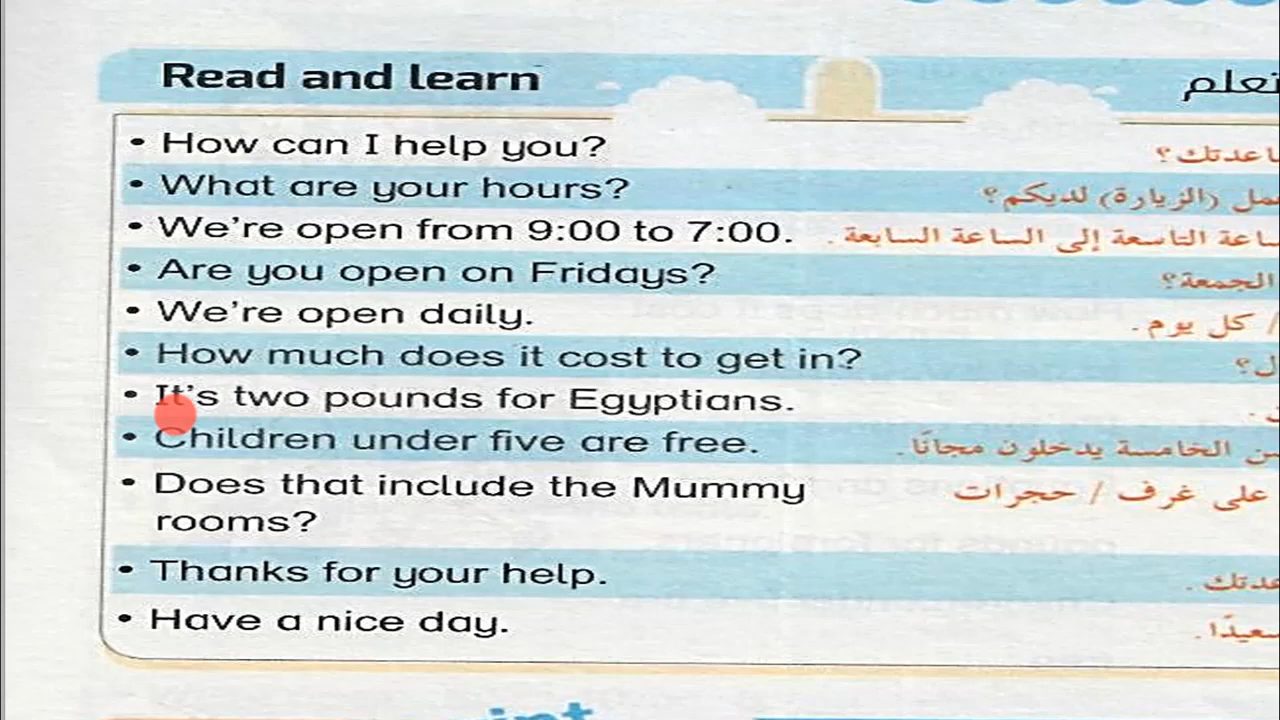 Read and learn
• How can I help you?
• What are your hours? (الزيارة) لديكم؟
• We're open from 9:00 to 7:00. التاسعة إلى الساعة السابعة.
• Are you open on Fridays? الجمعة؟
• We're open daily. / كل يوم.
• How much does it cost to get in?
• It's two pounds for Egyptians.
• Children under five are free. الخامسة يدخلون مجانًا.
• Does that include the Mummy على غرف / حجرات
rooms?
• Thanks for your help.
• Have a nice day.